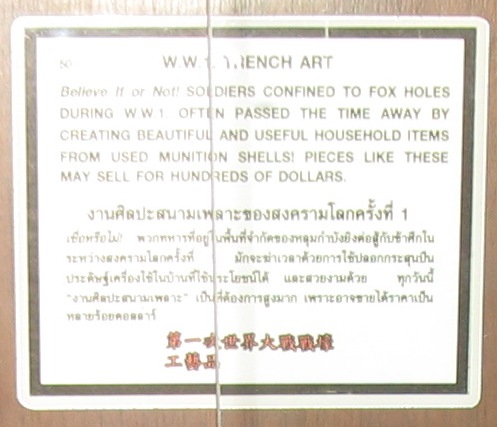 50
W.W.1. TRENCH ART
Believe It or Not! SOLDIERS CONFINED TO FOX HOLES
DURING W.W.1. OFTEN PASSED THE TIME AWAY BY
CREATING BEAUTIFUL AND USEFUL HOUSEHOLD ITEMS
FROM USED MUNITION SHELLS! PIECES LIKE THESE
MAY SELL FOR HUNDREDS OF DOLLARS.
งานศิลปะสนามเพลาะของสงครามโลกครั้งที่ 1
เชื่อหรือไม่! พวกทหารที่อยู่ในพื้นที่จำกัดของหลุมกำบังยิงต่อสู้กับข้าศึกใน
ระหว่างสงครามโลกครั้งที่ มักจะฆ่าเวลาด้วยการใช้ปลอกกระสุนปืน
ประดิษฐ์เครื่องใช้ในบ้านที่ใช้ประโยชน์ได้ และสวยงามด้วย ทุกวันนี้
"งานศิลปะสนามเพลาะ" เป็นที่ต้องการสูงมาก เพราะอาจขายได้ราคาเป็น
หลายร้อยดอลลาร์
第一次世界大戰戰壕
工藝品